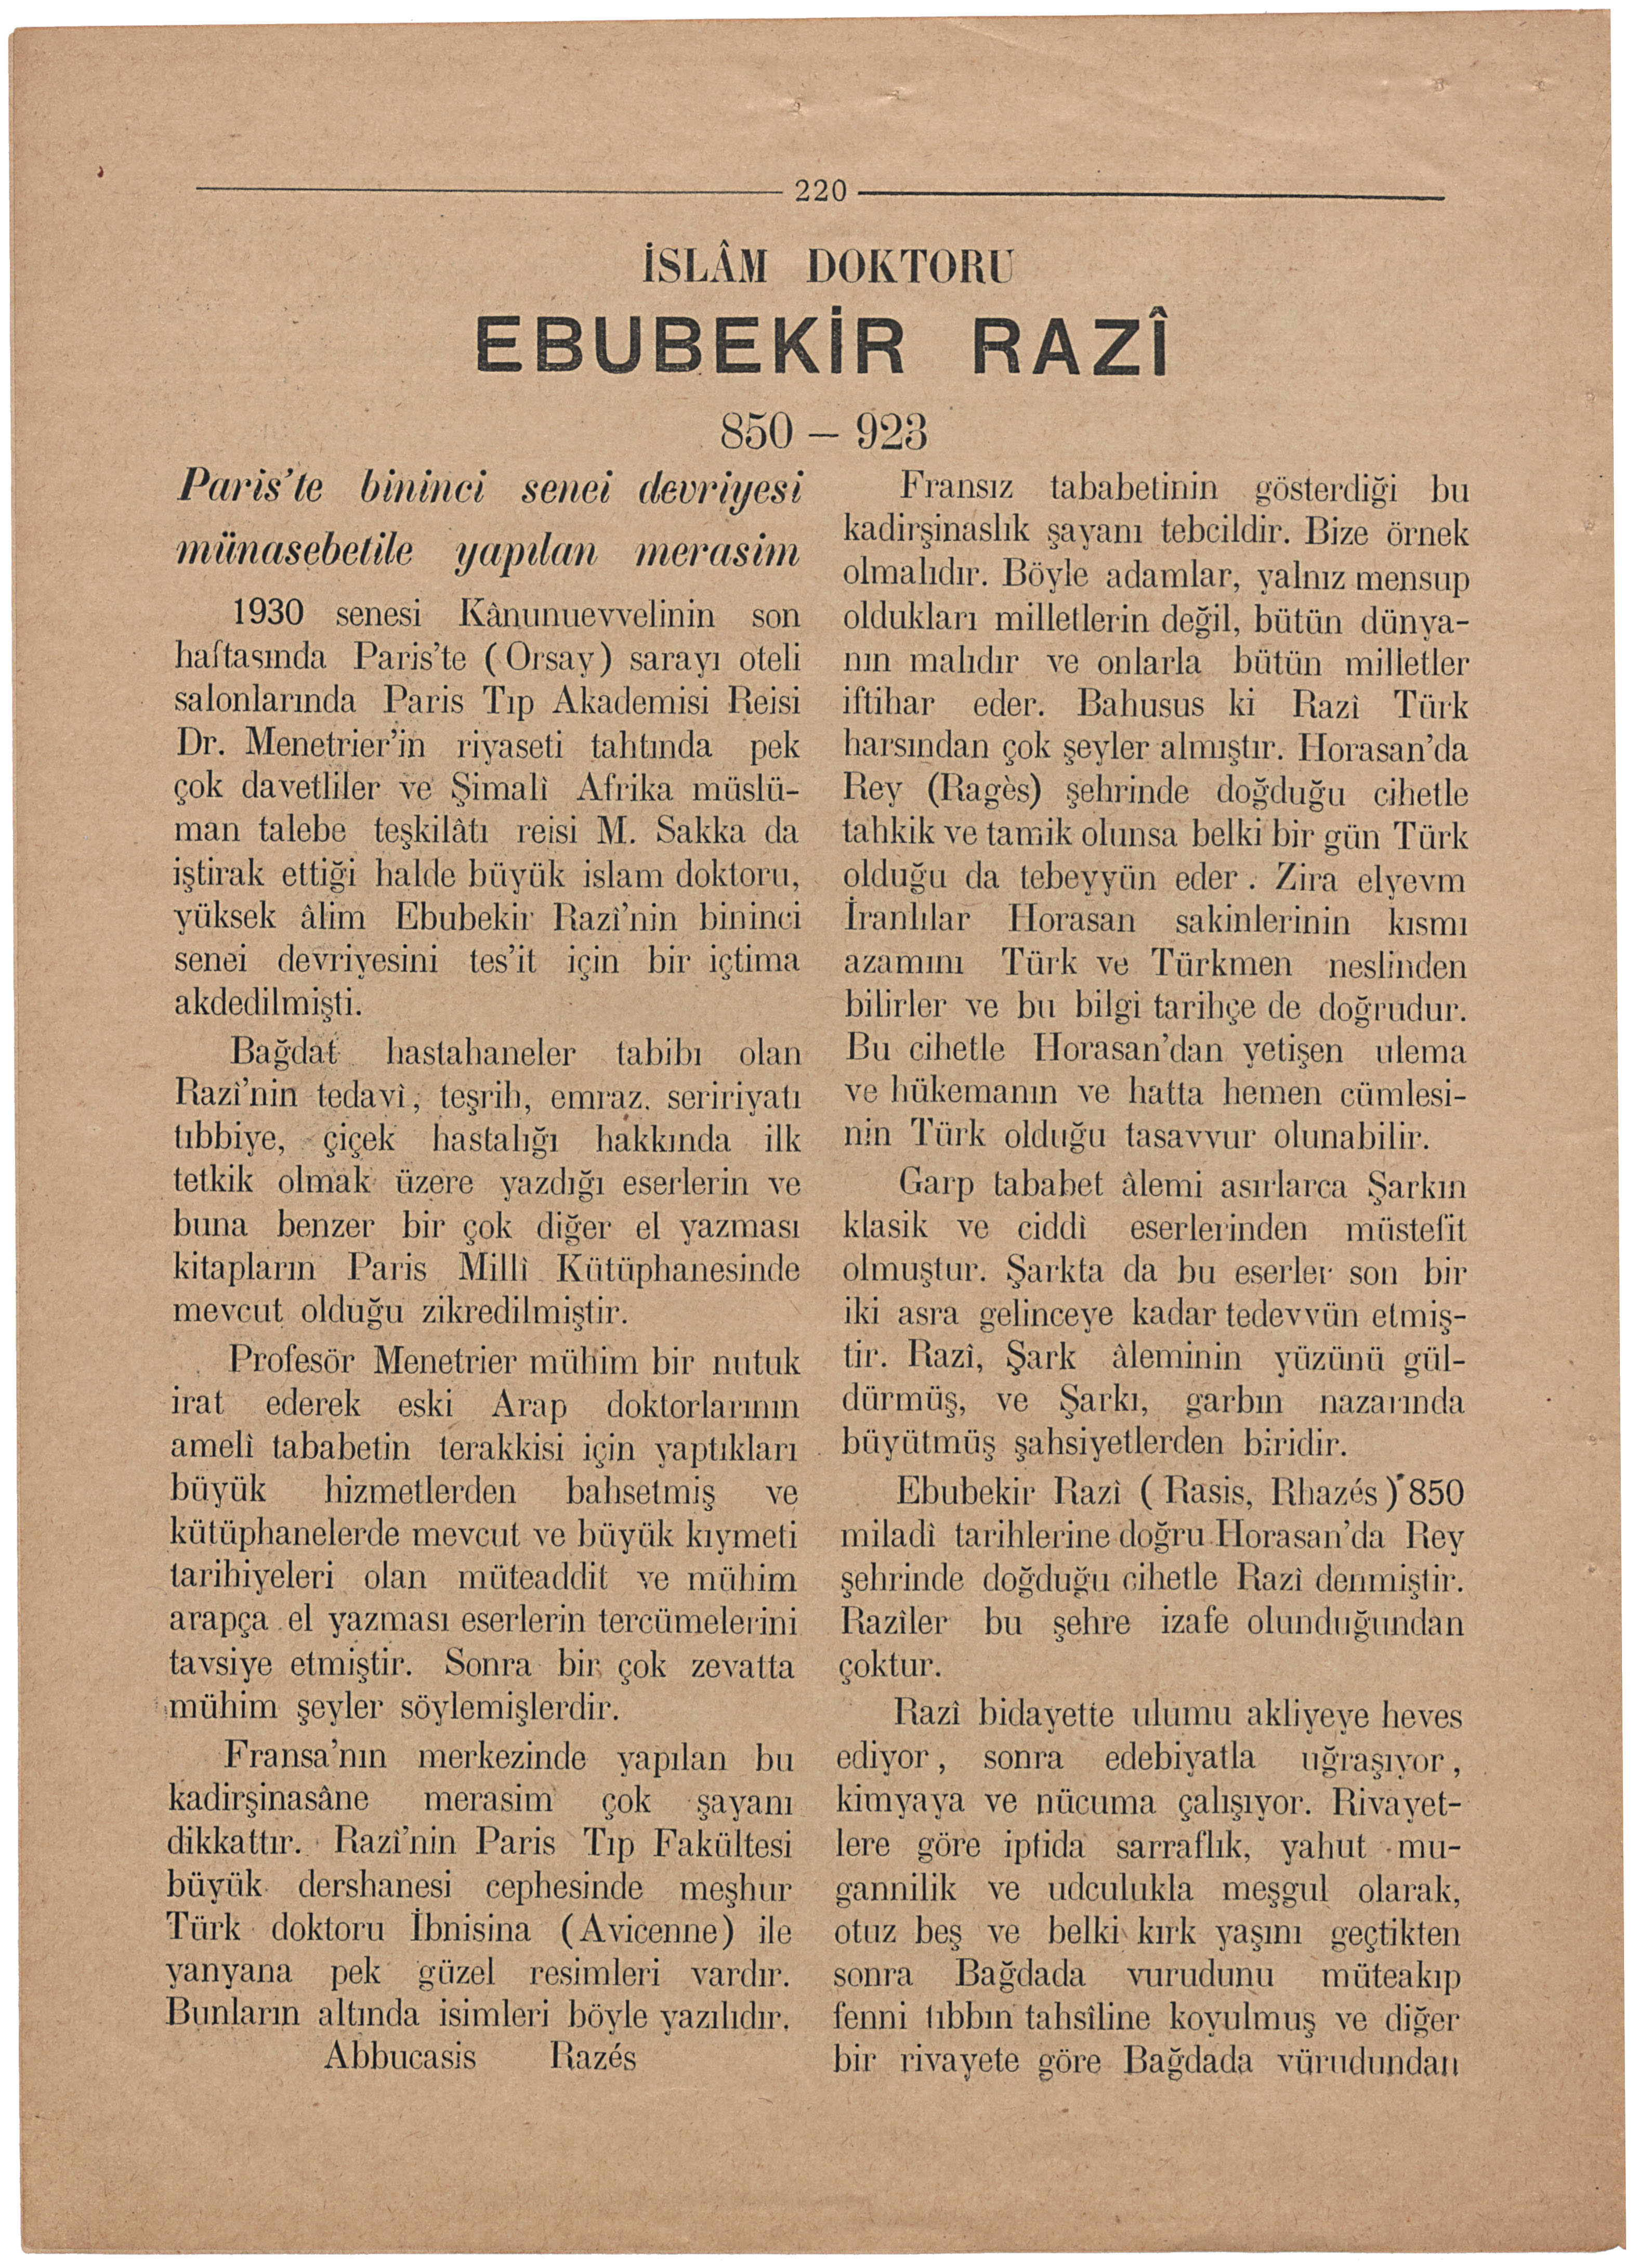 220
İSLÂM DOKTORU
EBUBEKİR RAZÎ
850 — 923
Paris'te bininci senei devriyesi
münasebetile yapılan merasim
1930 senesi Kânunuevvelinin son
haftasında Paris'te (Orsay) sarayı oteli
salonlarında Paris Tıp Akademisi Reisi
Dr. Menetrier'in riyaseti tahtında pek
çok davetliler ve Şimalî Afrika müslü-
man talebe teşkilâtı reisi M. Sakka da
iştirak ettiği halde büyük islam doktoru,
yüksek âlim Ebubekir Razî'nin bininci
senei devriyesini tes'it için bir içtima
akdedilmişti.
Bağdat hastahaneler tabibı olan
Razî'nin tedavî, teşrih, emraz. seririyatı
tıbbiye, çiçek hastalığı hakkında ilk
tetkik olmak üzere yazdığı eserlerin ve
buna benzer bir çok diğer el yazması
kitapların Paris Millî Kütüphanesinde
mevcut olduğu zikredilmiştir.
Profesör Menetrier mühim bir nutuk
irat ederek eski Arap doktorlarının
amelî tababetin terakkisi için yaptıkları
büyük hizmetlerden bahsetmiş ve
kütüphanelerde mevcut ve büyük kıymeti
tarihiyeleri olan müteaddit ve mühim
arapça el yazması eserlerin tercümelerini
tavsiye etmiştir. Sonra bir çok zevatta
mühim şeyler söylemişlerdir.
Fransa'nın merkezinde yapılan bu
kadirşinasâne merasim çok şayanı
dikkattır. Razî'nin Paris Tıp Fakültesi
büyük dershanesi cephesinde meşhur
Türk doktoru İbnisina (Avicenne) ile
yanyana pek güzel resimleri vardır.
Bunların altında isimleri böyle yazılıdır.
Abbucasis Razés
Fransız tababetinin gösterdiği bu
kadirşinaslık şayanı tebcildir. Bize örnek
olmalıdır. Böyle adamlar, yalnız mensup
oldukları milletlerin değil, bütün dünya-
nın malıdır ve onlarla bütün milletler
iftihar eder. Bahusus ki Razî Türk
harsından çok şeyler almıştır. Horasan'da
Rey (Ragès) şehrinde doğduğu cihetle
tahkik ve tamik olunsa belki bir gün Türk
olduğu da tebeyyün eder. Zira elyevm
İranlılar Horasan sakinlerinin kısmı
azamını Türk ve Türkmen neslinden
bilirler ve bu bilgi tarihçe de doğrudur.
Bu cihetle Horasan'dan yetişen ulema
ve hükemanın ve hatta hemen cümlesi-
nin Türk olduğu tasavvur olunabilir.
Garp tababet âlemi asırlarca Şarkın
klasik ve ciddî eserlerinden müstefit
olmuştur. Şarkta da bu eserler son bir
iki asra gelinceye kadar tedevvün etmiş-
tir. Razî, Şark âleminin yüzünü gül-
dürmüş, ve Şarkı, garbın nazarında
büyütmüş şahsiyetlerden biridir.
Ebubekir Razî (Rasis, Rhazés) 850
miladî tarihlerine doğru Horasan'da Rey
şehrinde doğduğu cihetle Razî denmiştir.
Razîler bu şehre izafe olunduğundan
çoktur.
Razî bidayette ulumu akliyeye heves
ediyor, sonra edebiyatla uğraşıyor,
kimyaya ve nücuma çalışıyor. Rivayet-
lere göre iptida sarraflık, yahut mu-
gannilik ve udculukla meşgul olarak,
otuz beş ve belki kırk yaşını geçtikten
sonra Bağdada vurudunu müteakıp
fenni tıbbın tahsîline koyulmuş ve diğer
bir rivayete göre Bağdada vürudundan